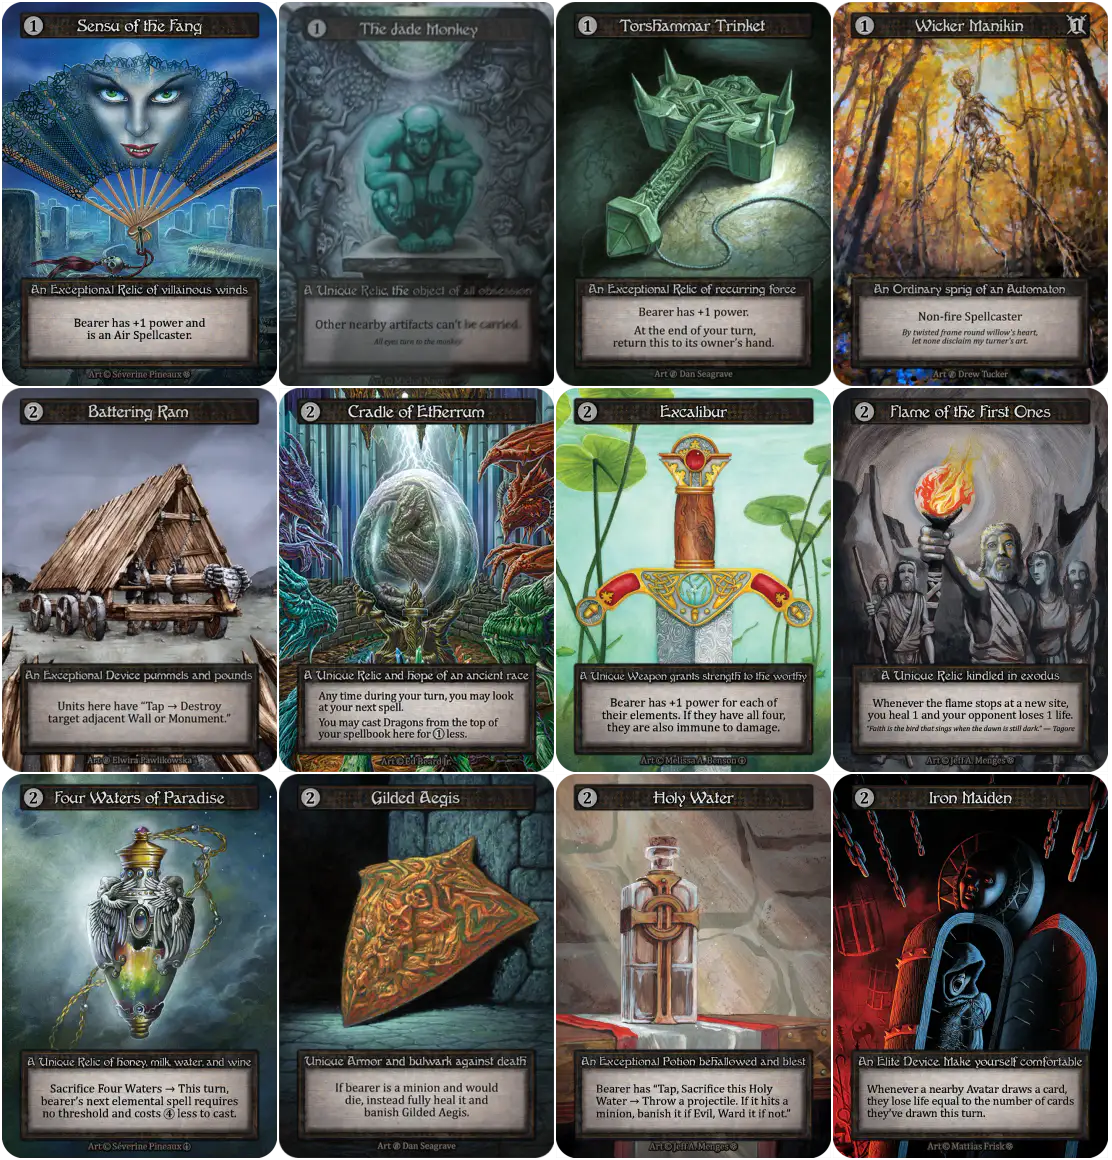 1 Sensu of the Fang
An Exceptional Relic of villainous winds
Bearer has +1 power and
is an Air Spellcaster.
Art © Séverine Pineaux
1 The Jade Monkey
A Unique Relic, the object of all obsession
Other nearby artifacts can't be carried.
All eyes turn to the monkey
1 Torshammar Trinket
An Exceptional Relic of recurring force
Bearer has +1 power.
At the end of your turn,
return this to its owner's hand.
Art @ Dan Seagrave
1 Wicker Manikin 1
An Ordinary sprig of an Automaton
Non-fire Spellcaster
By twisted frame round willow's heart,
let none disclaim my turner's art.
Art @ Drew Tucker
2 Battering Ram
An Exceptional Device pummels and pounds
Units here have “Tap → Destroy
target adjacent Wall or Monument.”
Art @ Elwira Pawlikowska
2 Cradle of Etherrum
A Unique Relic and hope of an ancient race
Any time during your turn, you may look
at your next spell.
You may cast Dragons from the top of
your spellbook here for 1 less.
Art © Ed Beard Jr.
2 Excalibur
A Unique Weapon grants strength to the worthy
Bearer has +1 power for each of
their elements. If they have all four,
they are also immune to damage.
Art © Melissa A. Benson
2 Flame of the First Ones
A Unique Relic kindled in exodus
Whenever the flame stops at a new site,
you heal 1 and your opponent loses 1 life.
“Faith is the bird that sings when the dawn is still dark.” — Tagore
Art © Jeff A. Menges
2 Four Waters of Paradise
A Unique Relic of honey, milk, water, and wine
Sacrifice Four Waters → This turn,
bearer's next elemental spell requires
no threshold and costs 4 less to cast.
Art © Séverine Pineaux
2 Gilded Aegis
Unique Armor and bulwark against death
If bearer is a minion and would
die, instead fully heal it and
banish Gilded Aegis.
Art @ Dan Seagrave
2 Holy Water
An Exceptional Potion behallowed and blest
Bearer has “Tap, Sacrifice this Holy
Water → Throw a projectile. If it hits a
minion, banish it if Evil, Ward it if not.”
Art © Jeff A. Menges
2 Iron Maiden
An Elite Device. Make yourself comfortable
Whenever a nearby Avatar draws a card,
they lose life equal to the number of cards
they've drawn this turn.
Art © Mattias Frisk